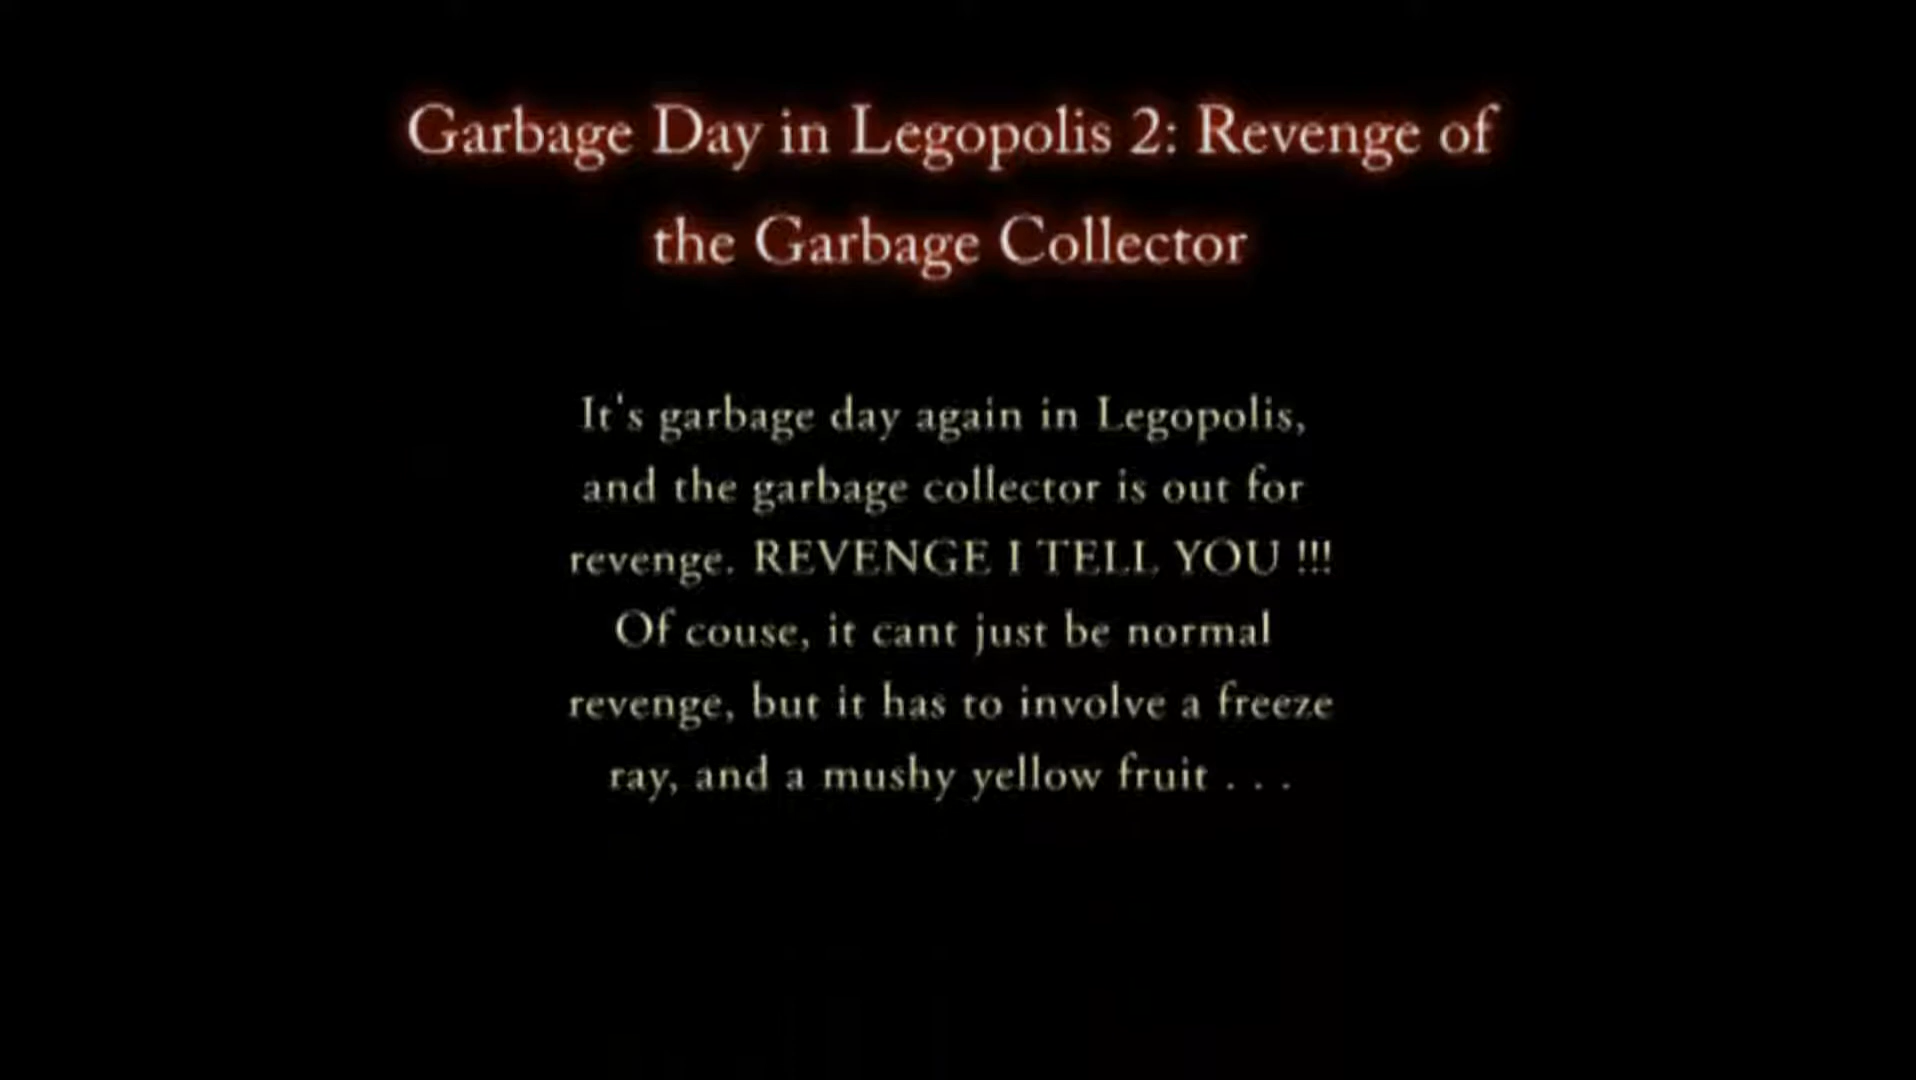 Garbage Day in Legopolis 2: Revenge of
the Garbage Collector
It's garbage day again in Legopolis,
and the garbage collector is out for
revenge. REVENGE I TELL YOU !!!
Of couse, it cant just be normal
revenge, but it has to involve a freeze
ray, and a mushy yellow fruit . . .